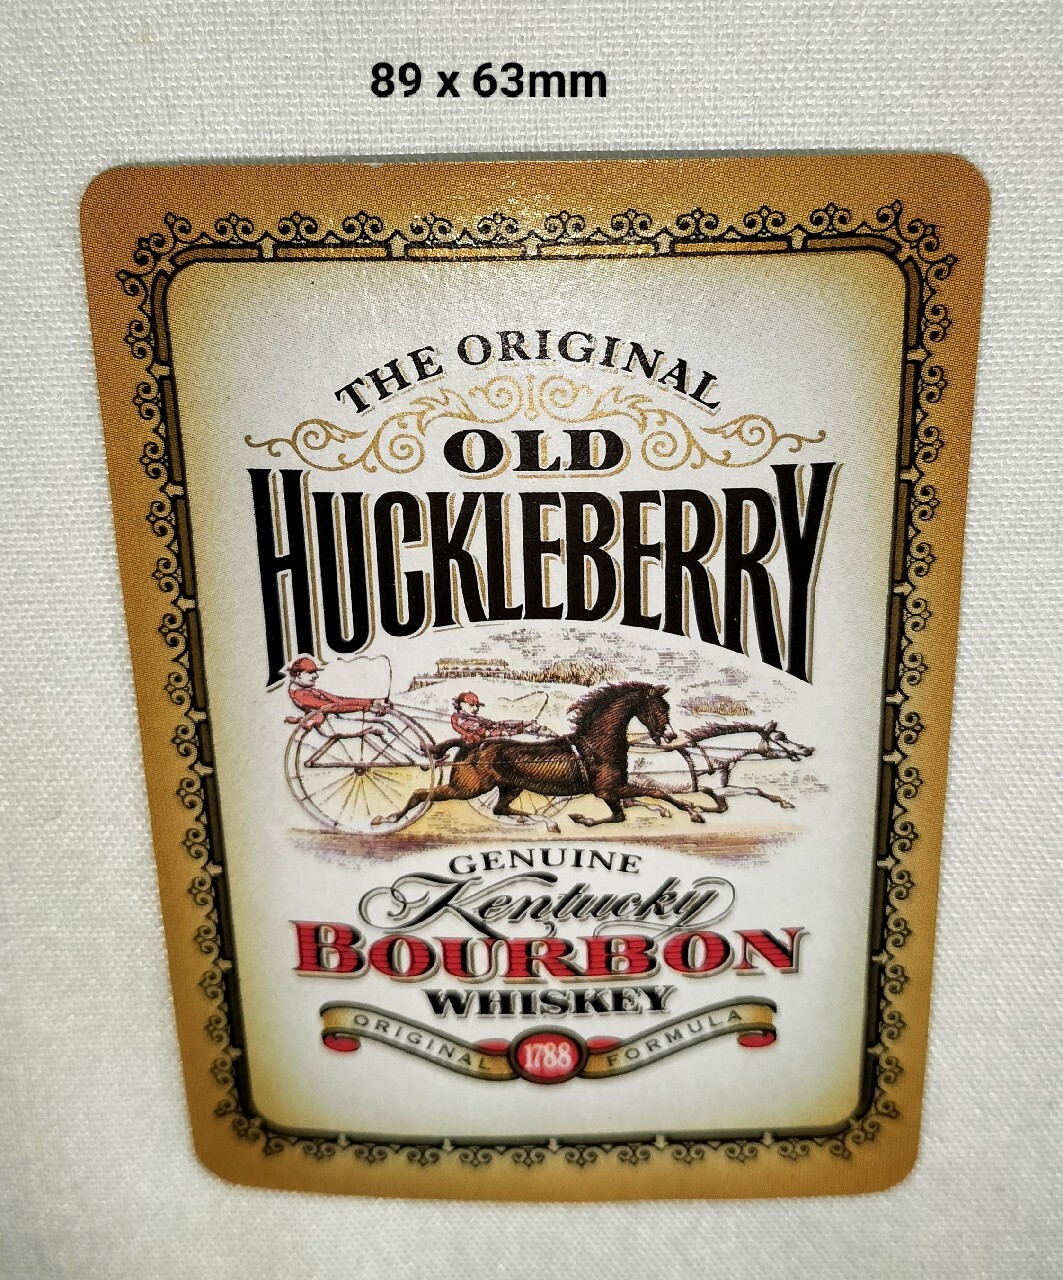 89 x 63mm
THE ORIGINAL
OLD
HUCKLEBERRY
GENUINE
Kentucky
BOURBON
WHISKEY
ORIGINAL 1788 FORMULA